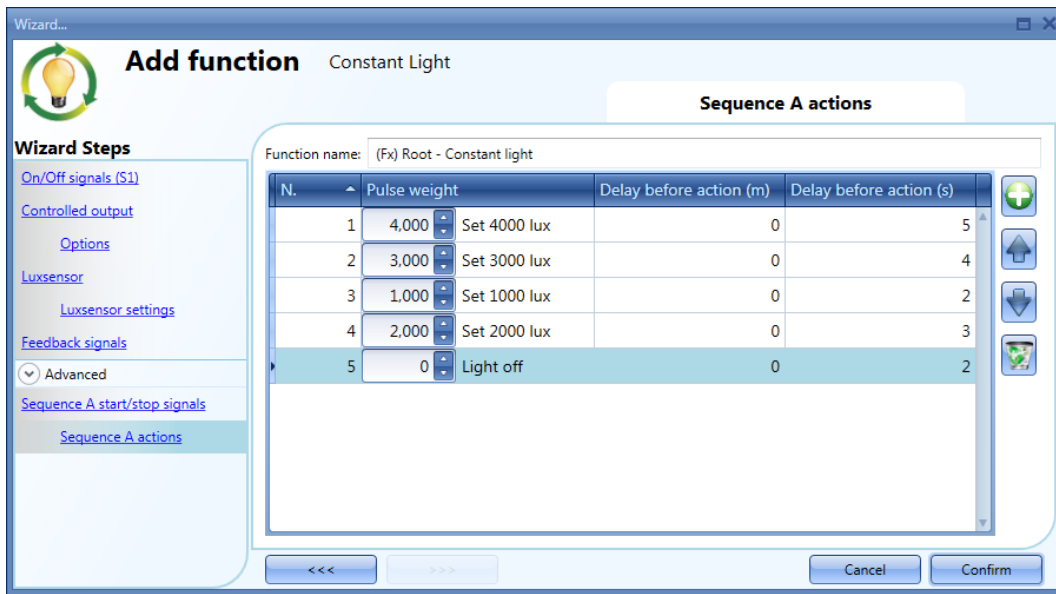 Wizard...
Add function Constant Light
Sequence A actions
Wizard Steps
On/Off signals (S1)
Controlled output
Options
Luxsensor
Luxsensor settings
Feedback signals
Advanced
Sequence A start/stop signals
Sequence A actions
Function name: (Fx) Root - Constant light
N. Pulse weight Delay before action (m) Delay before action (s)
1 4,000 Set 4000 lux 0 5
2 3,000 Set 3000 lux 0 4
3 1,000 Set 1000 lux 0 2
4 2,000 Set 2000 lux 0 3
5 0 Light off 0 2
<<< >>> Cancel Confirm